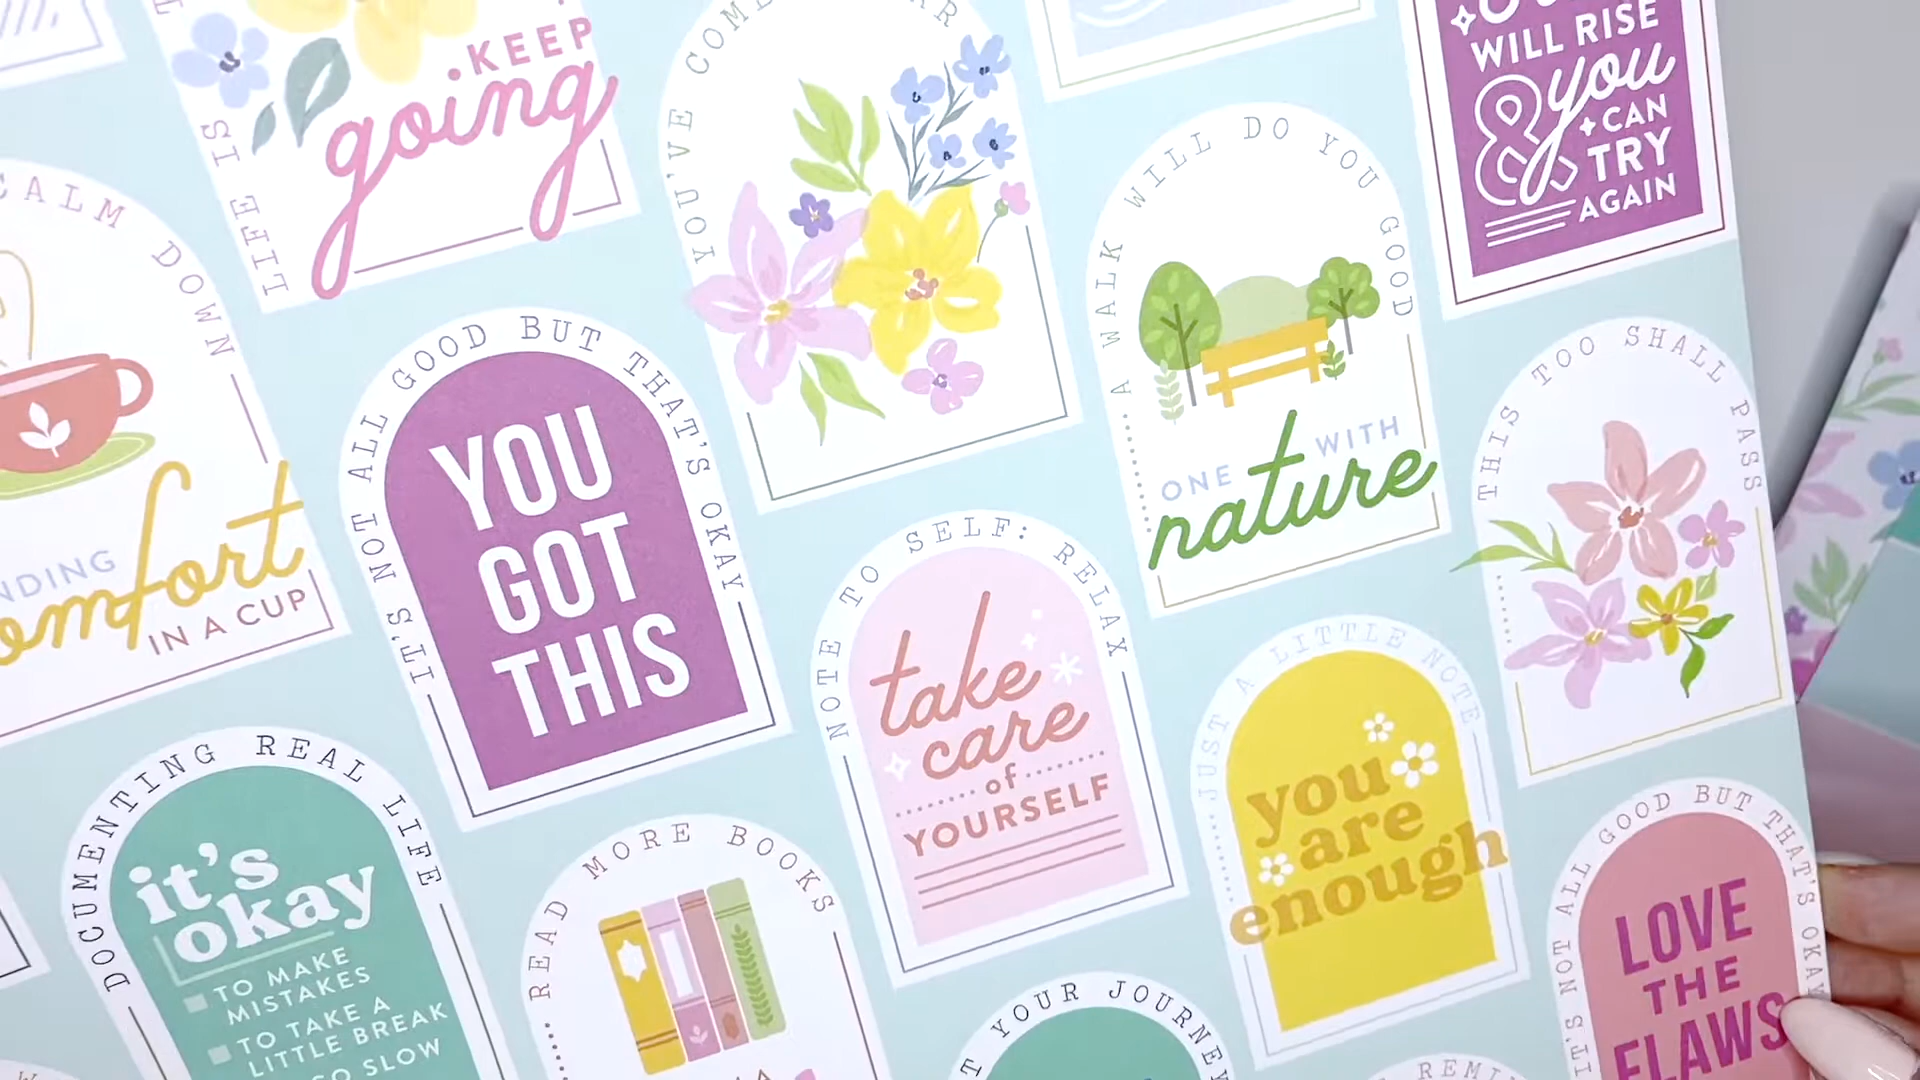 LIFE IS
KEEP
going
YOU'VE COME
WILL RISE
& you
CAN
TRY
AGAIN
CALM DOWN
IN A CUP
IT'S NOT ALL GOOD BUT THAT'S OKAY
YOU
GOT
THIS
A WALK WILL DO YOU GOOD
ONE WITH
nature
THIS TOO SHALL PASS
NOTE TO SELF: RELAX
take
care
of
YOURSELF
JUST A LITTLE NOTE
you
are
enough
DOCUMENTING REAL LIFE
it's
okay
TO MAKE
MISTAKES
TO TAKE A
LITTLE BREAK
SLOW
READ MORE BOOKS
YOUR JOURNEY
IT'S NOT ALL GOOD BUT THAT'S OKAY
LOVE
THE
FLAWS